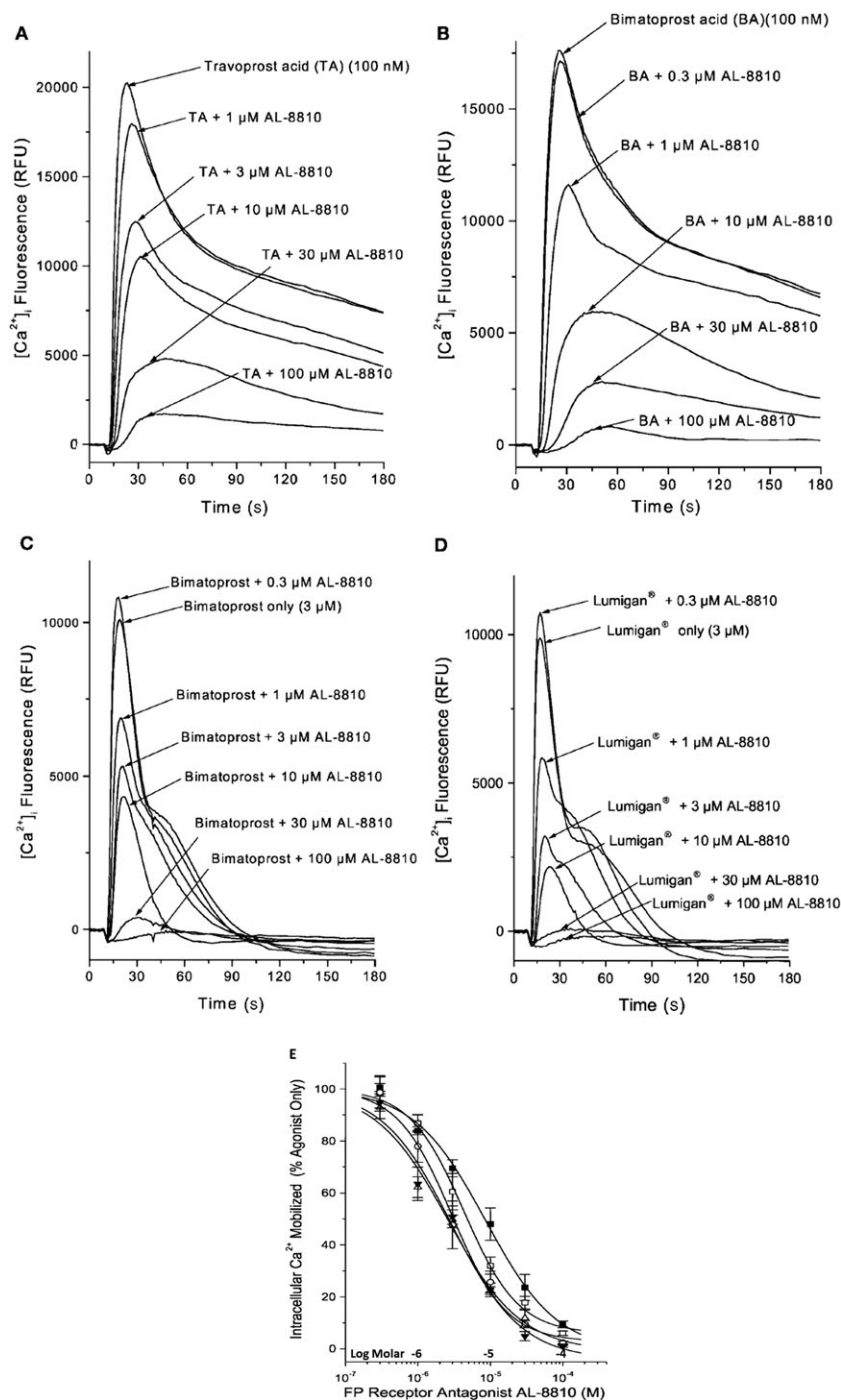 A
[Ca2+]i Fluorescence (RFU)
20000
15000
10000
5000
0
Travoprost acid (TA) (100 nM)
TA + 1 µM AL-8810
TA + 3 µM AL-8810
TA + 10 µM AL-8810
TA + 30 µM AL-8810
TA + 100 µM AL-8810
0 30 60 90 120 150 180
Time (s)
B
[Ca2+]i Fluorescence (RFU)
15000
10000
5000
0
Bimatoprost acid (BA)(100 nM)
BA + 0.3 µM AL-8810
BA + 1 µM AL-8810
BA + 10 µM AL-8810
BA + 30 µM AL-8810
BA + 100 µM AL-8810
0 30 60 90 120 150 180
Time (s)
C
[Ca2+]i Fluorescence (RFU)
10000
5000
0
Bimatoprost + 0.3 µM AL-8810
Bimatoprost only (3 µM)
Bimatoprost + 1 µM AL-8810
Bimatoprost + 3 µM AL-8810
Bimatoprost + 10 µM AL-8810
Bimatoprost + 30 µM AL-8810
Bimatoprost + 100 µM AL-8810
0 30 60 90 120 150 180
Time (s)
D
[Ca2+]i Fluorescence (RFU)
10000
5000
0
Lumigan® + 0.3 µM AL-8810
Lumigan® only (3 µM)
Lumigan® + 1 µM AL-8810
Lumigan® + 3 µM AL-8810
Lumigan® + 10 µM AL-8810
Lumigan® + 30 µM AL-8810
Lumigan® + 100 µM AL-8810
0 30 60 90 120 150 180
Time (s)
E
Intracellular Ca2+ Mobilized (% Agonist Only)
100
80
60
40
20
0
Log Molar -6 -5 -4
10-7 10-6 10-5 10-4 10-3
FP Receptor Antagonist AL-8810 (M)